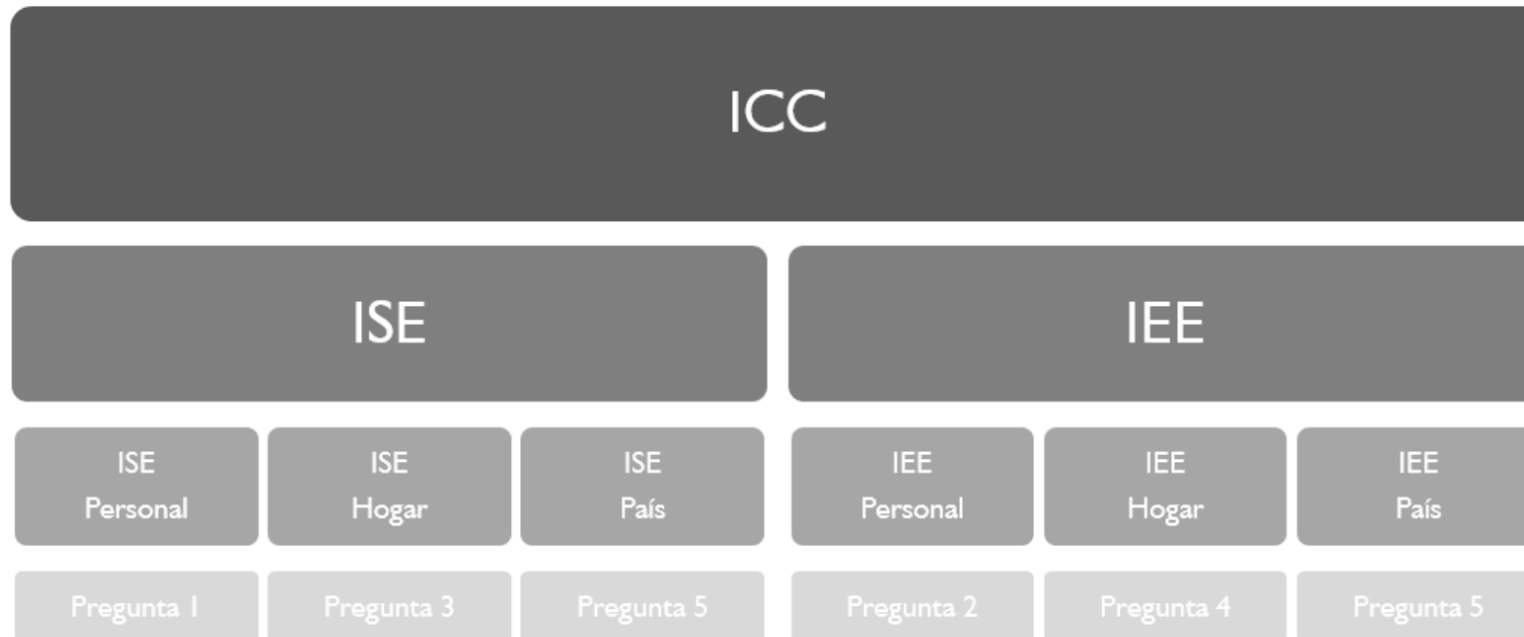 ICC
ISE
IEE
ISE
Personal
ISE
Hogar
ISE
País
IEE
Personal
IEE
Hogar
IEE
País
Pregunta 1
Pregunta 3
Pregunta 5
Pregunta 2
Pregunta 4
Pregunta 5